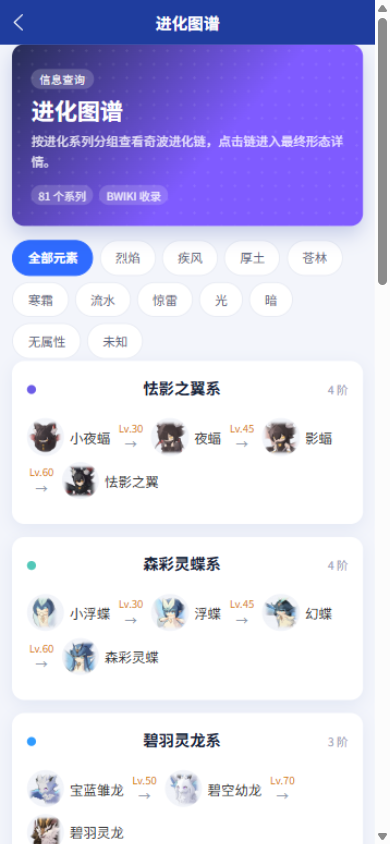 进化图谱
信息查询
进化图谱
按进化系列分组查看奇波进化链，点击链进入最终形态详
情。
81 个系列 BWIKI 收录
全部元素 烈焰 疾风 厚土 苍林
寒霜 流水 惊雷 光 暗
无属性 未知
怯影之翼系 4 阶
小夜蝠 Lv.30 → 夜蝠 Lv.45 → 影蝠
Lv.60 → 怯影之翼
森彩灵蝶系 4 阶
小浮蝶 Lv.30 → 浮蝶 Lv.45 → 幻蝶
Lv.60 → 森彩灵蝶
碧羽灵龙系 3 阶
宝蓝雏龙 Lv.50 → 碧空幼龙 Lv.70 →
碧羽灵龙